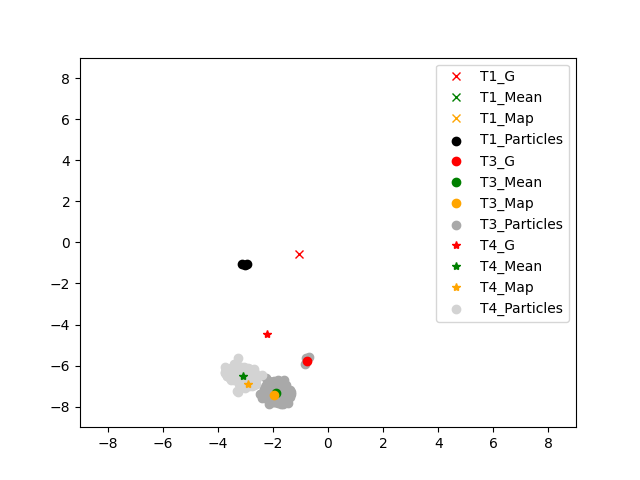 8
6
4
2
0
−2
−4
−6
−8
−8 −6 −4 −2 0 2 4 6 8
T1_G
T1_Mean
T1_Map
T1_Particles
T3_G
T3_Mean
T3_Map
T3_Particles
T4_G
T4_Mean
T4_Map
T4_Particles